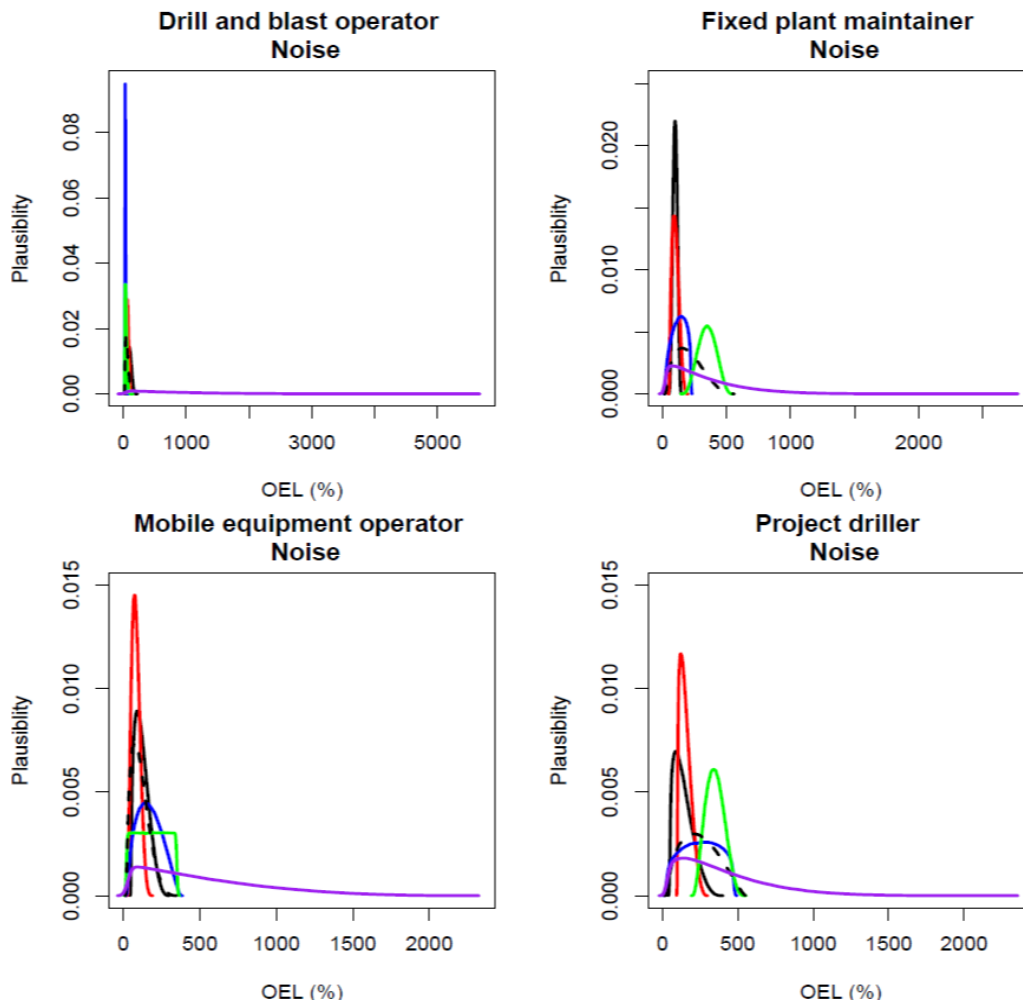 Drill and blast operator
Noise
Plausiblity
0.00
0.02
0.04
0.06
0.08
0 1000 3000 5000
OEL (%)
Fixed plant maintainer
Noise
Plausiblity
0.000
0.010
0.020
0 500 1000 2000
OEL (%)
Mobile equipment operator
Noise
Plausiblity
0.000
0.005
0.010
0.015
0 500 1000 1500 2000
OEL (%)
Project driller
Noise
Plausiblity
0.000
0.005
0.010
0.015
0 500 1000 1500 2000
OEL (%)